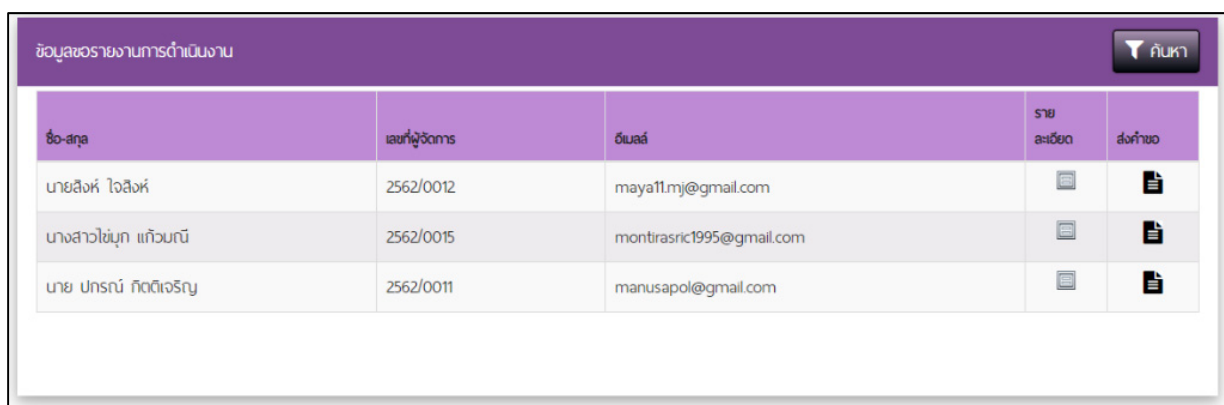 ข้อมูลขอรายงานการดำเนินงาน
ค้นหา
ชื่อ-สกุล เลขที่ผู้จัดการ อีเมลล์ ราย
ละเอียด ส่งคำขอ
นายสิงห์ ใจสิงห์ 2562/0012 maya11.mj@gmail.com
นางสาวไข่มุก แก้วมณี 2562/0015 montirasric1995@gmail.com
นาย ปกรณ์ กิตติเจริญ 2562/0011 manusapol@gmail.com